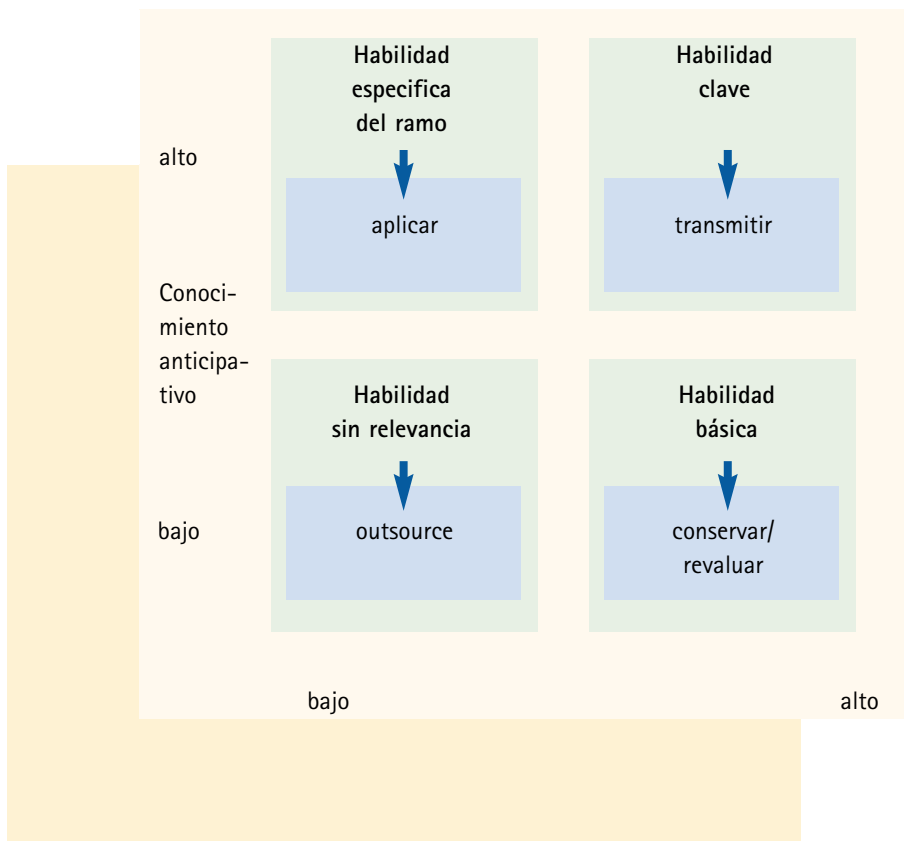 Habilidad
especifica
del ramo
Habilidad
clave
alto
aplicar
transmitir
Conoci-
miento
anticipa-
tivo
Habilidad
sin relevancia
Habilidad
básica
bajo
outsource
conservar/
revaluar
bajo
alto